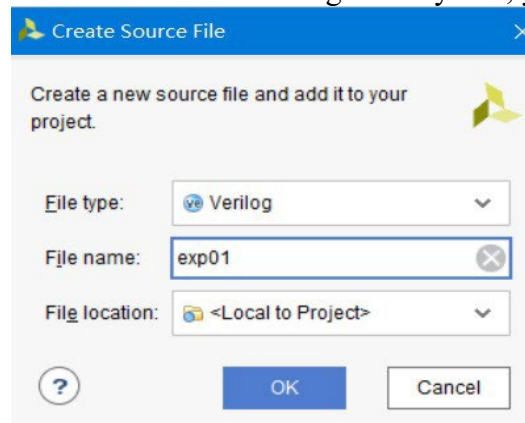 Create Source File
Create a new source file and add it to your
project.
File type: Verilog
File name: exp01
File location: <Local to Project>
? OK Cancel